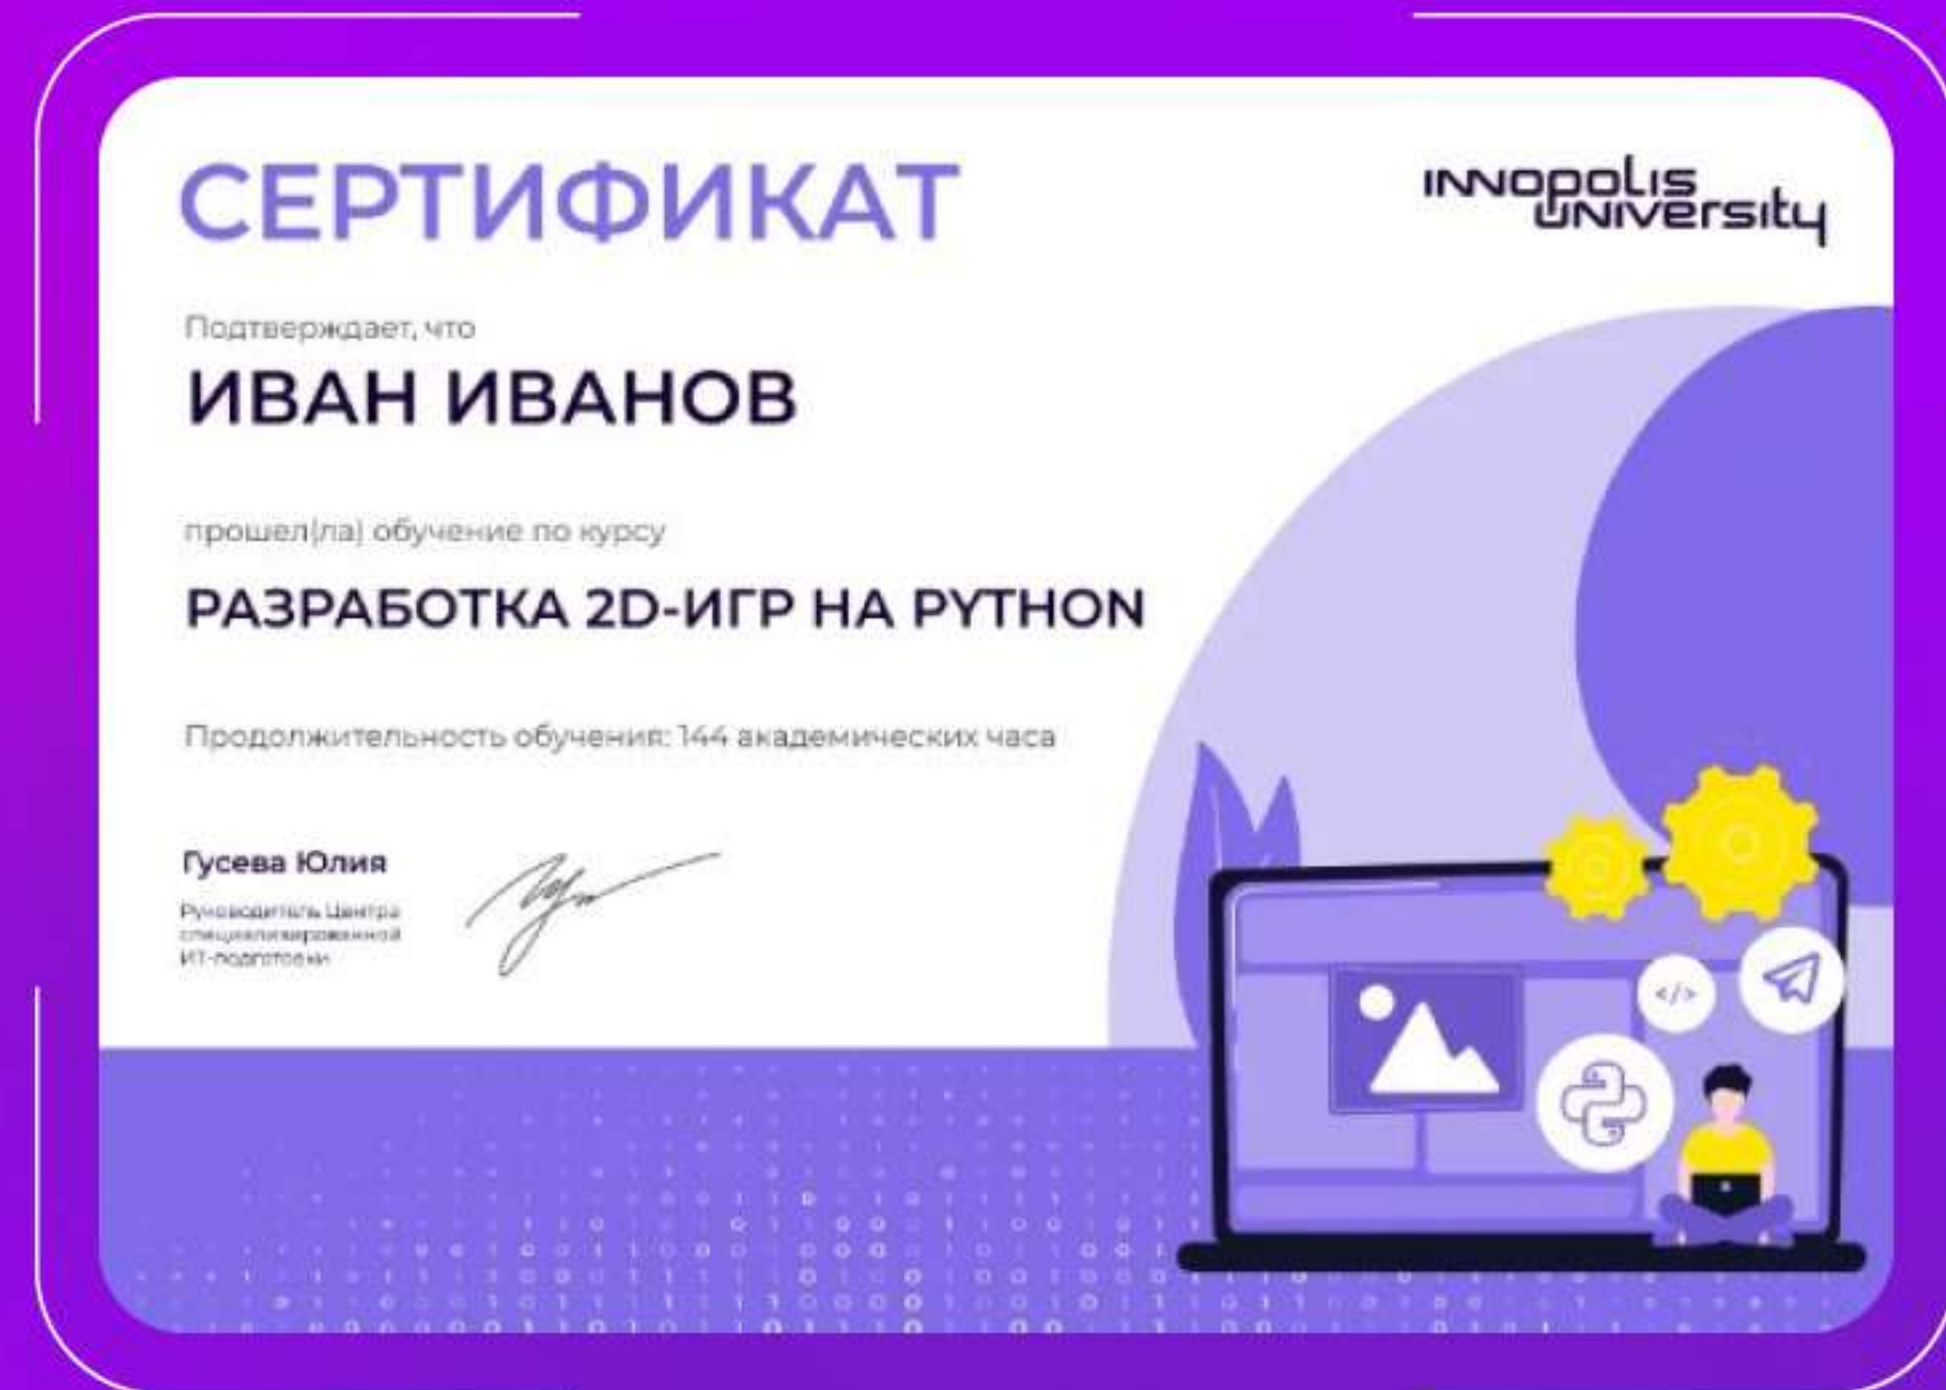 СЕРТИФИКАТ
INNOPOLIS
UNIVERSITY
Подтверждает, что
ИВАН ИВАНОВ
прошел(ла) обучение по курсу
РАЗРАБОТКА 2D-ИГР НА PYTHON
Продолжительность обучения: 144 академических часа
Гусева Юлия
Руководитель Центра
специализированной
ИТ-подготовки
</>